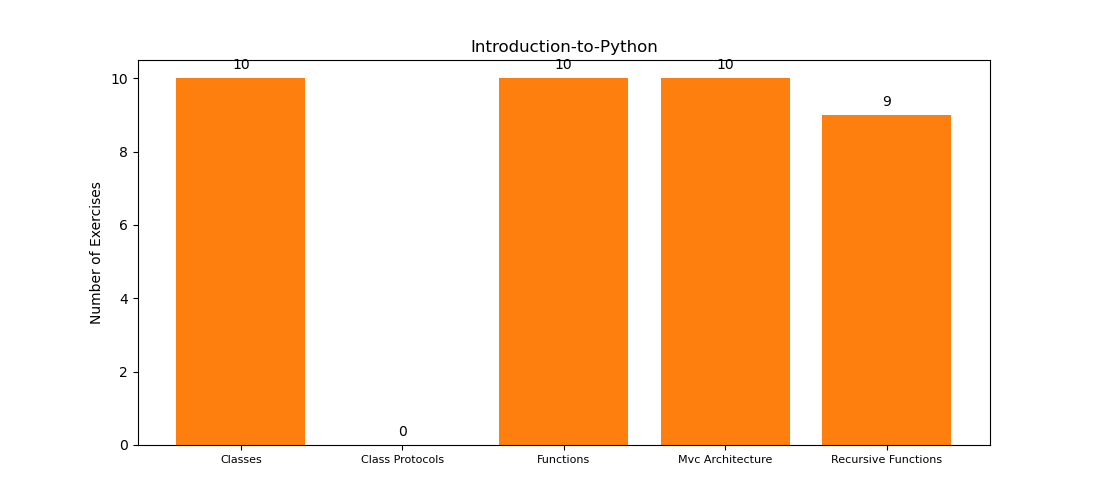 Introduction-to-Python
10
10
10
9
0
Number of Exercises
10
8
6
4
2
0
Classes
Class Protocols
Functions
Mvc Architecture
Recursive Functions